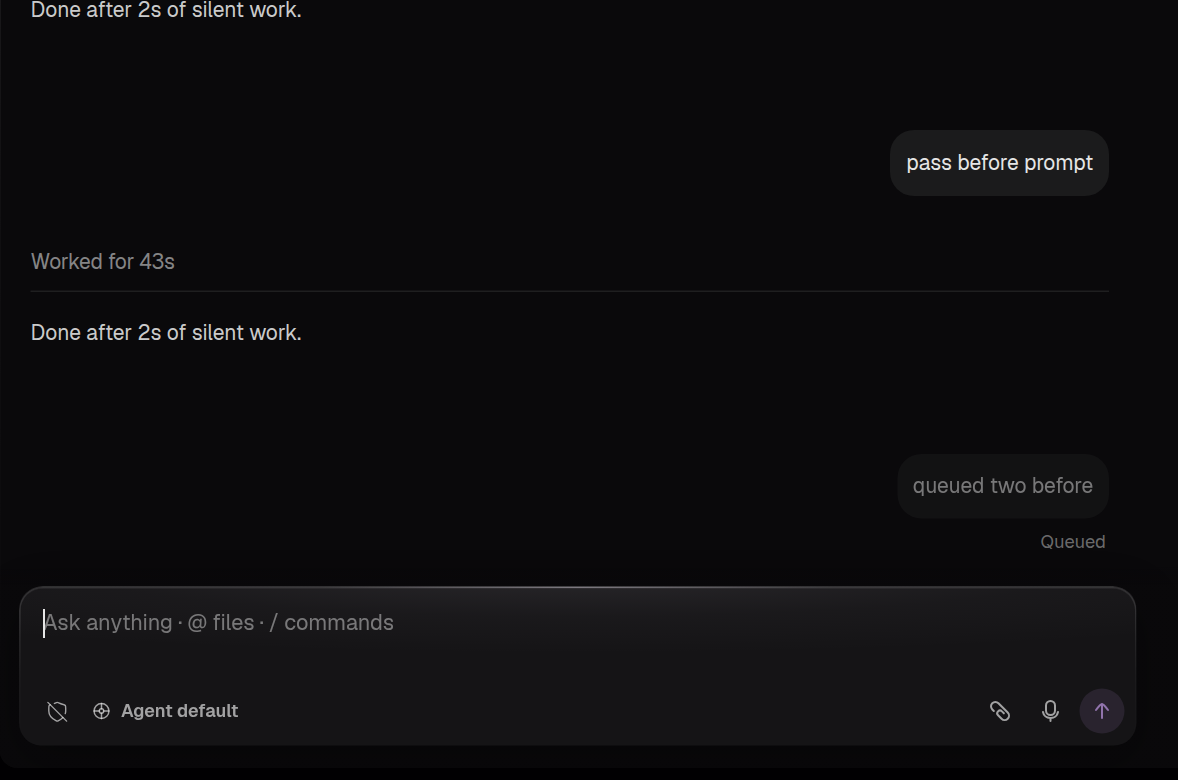 Done after 2s of silent work.
pass before prompt
Worked for 43s
Done after 2s of silent work.
queued two before
Queued
Ask anything · @ files · / commands
Agent default